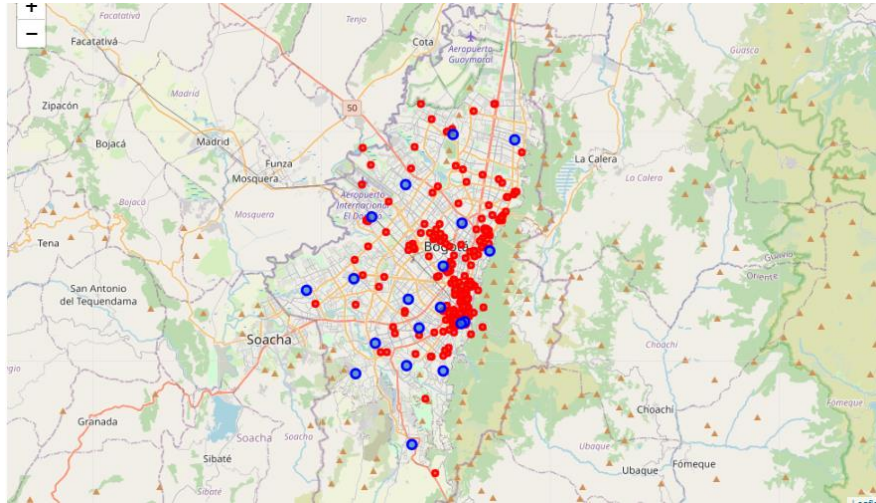 +
−
Facatativá
Facatativá
Tenjo
Cota
Aeropuerto
Guaymaral
Guasca
50
Zipacón
Madrid
Bojacá
Madrid
Funza
Mosquera
Bojacá
La Calera
La Calera
Mosquera
Aeropuerto
Internacional
El Dorado
Tena
Bogotá
Guavio
Oriente
San Antonio
del Tequendama
Soacha
Choachí
Fómeque
Choachí
Granada
Soacha
Soacha
Sibaté
Ubaque
Ubaque
Fómeque
Sibaté